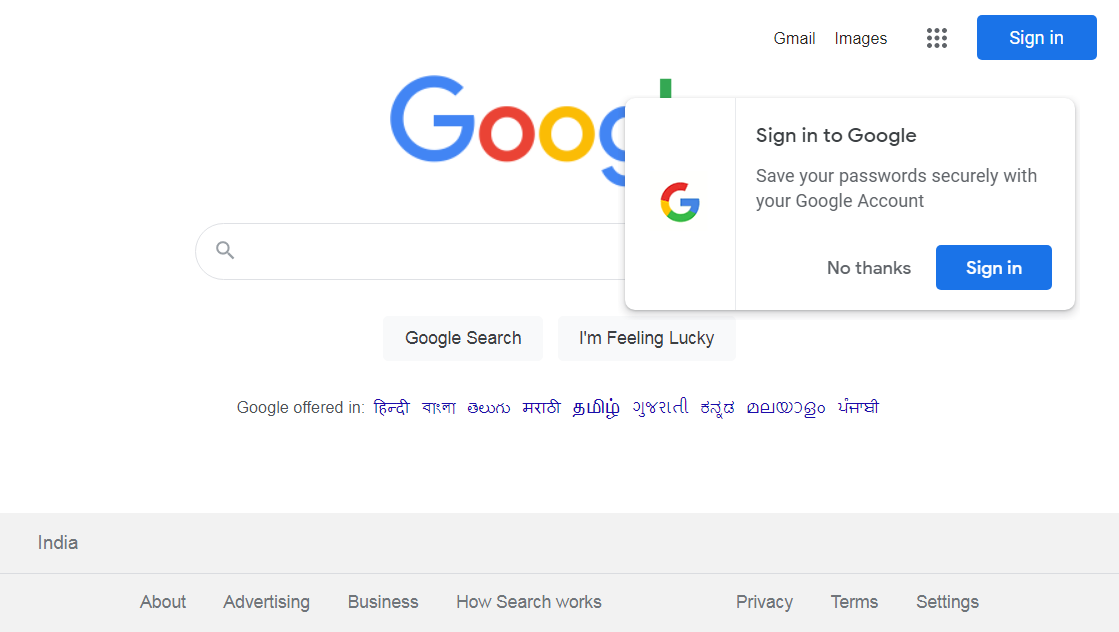 Gmail Images Sign in
Google
Sign in to Google
Save your passwords securely with
your Google Account
No thanks Sign in
Google Search I'm Feeling Lucky
Google offered in: हिन्दी বাংলা తెలుగు मराठी தமிழ் ગુજરાતી ಕನ್ನಡ മലയാളം ਪੰਜਾਬੀ
India
About Advertising Business How Search works Privacy Terms Settings